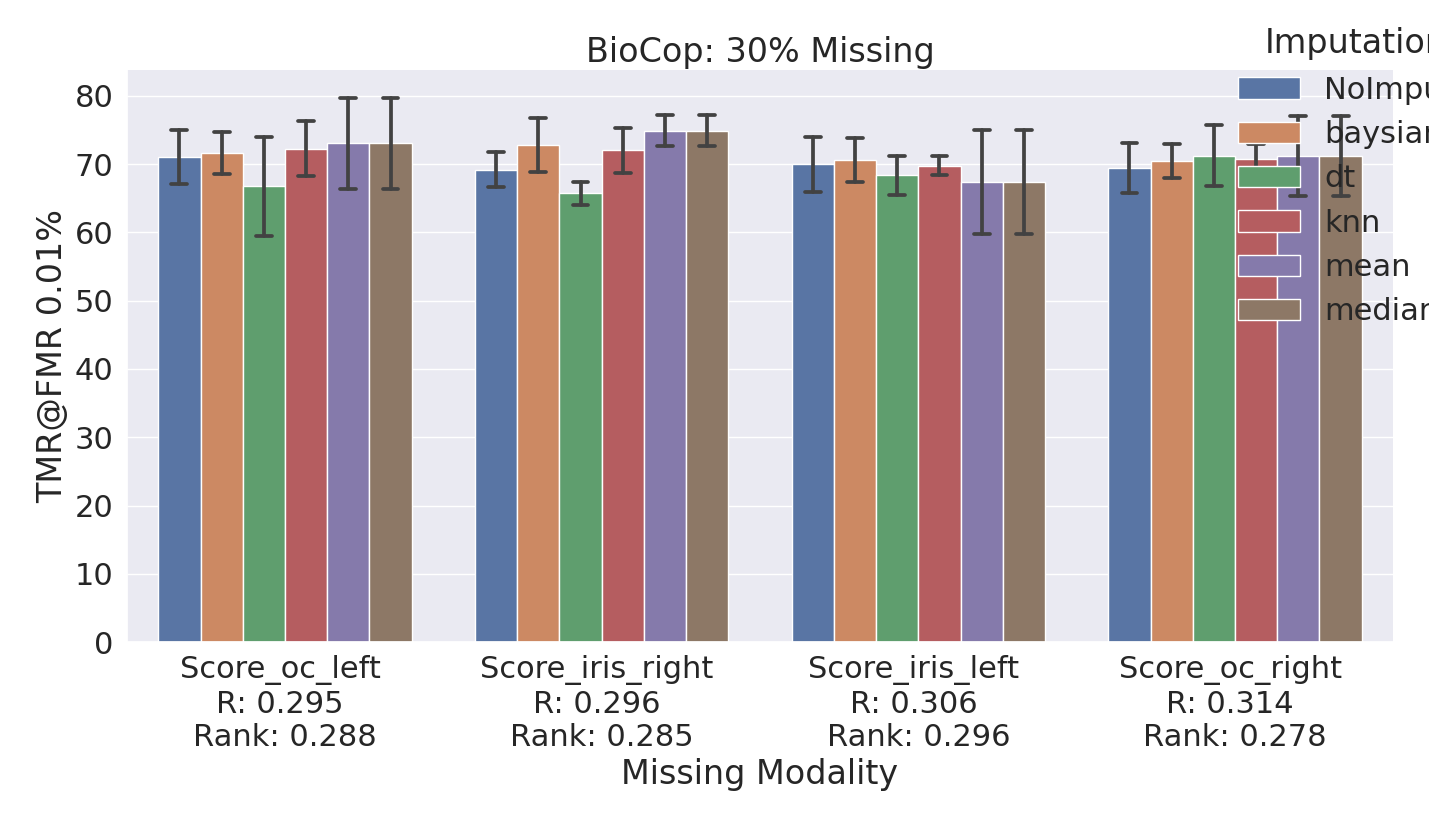 BioCop: 30% Missing
Imputation
NoImpu
baysian
dt
knn
mean
median
TMR@FMR 0.01%
80
70
60
50
40
30
20
10
0
Score_oc_left
R: 0.295
Rank: 0.288
Score_iris_right
R: 0.296
Rank: 0.285
Score_iris_left
R: 0.306
Rank: 0.296
Score_oc_right
R: 0.314
Rank: 0.278
Missing Modality